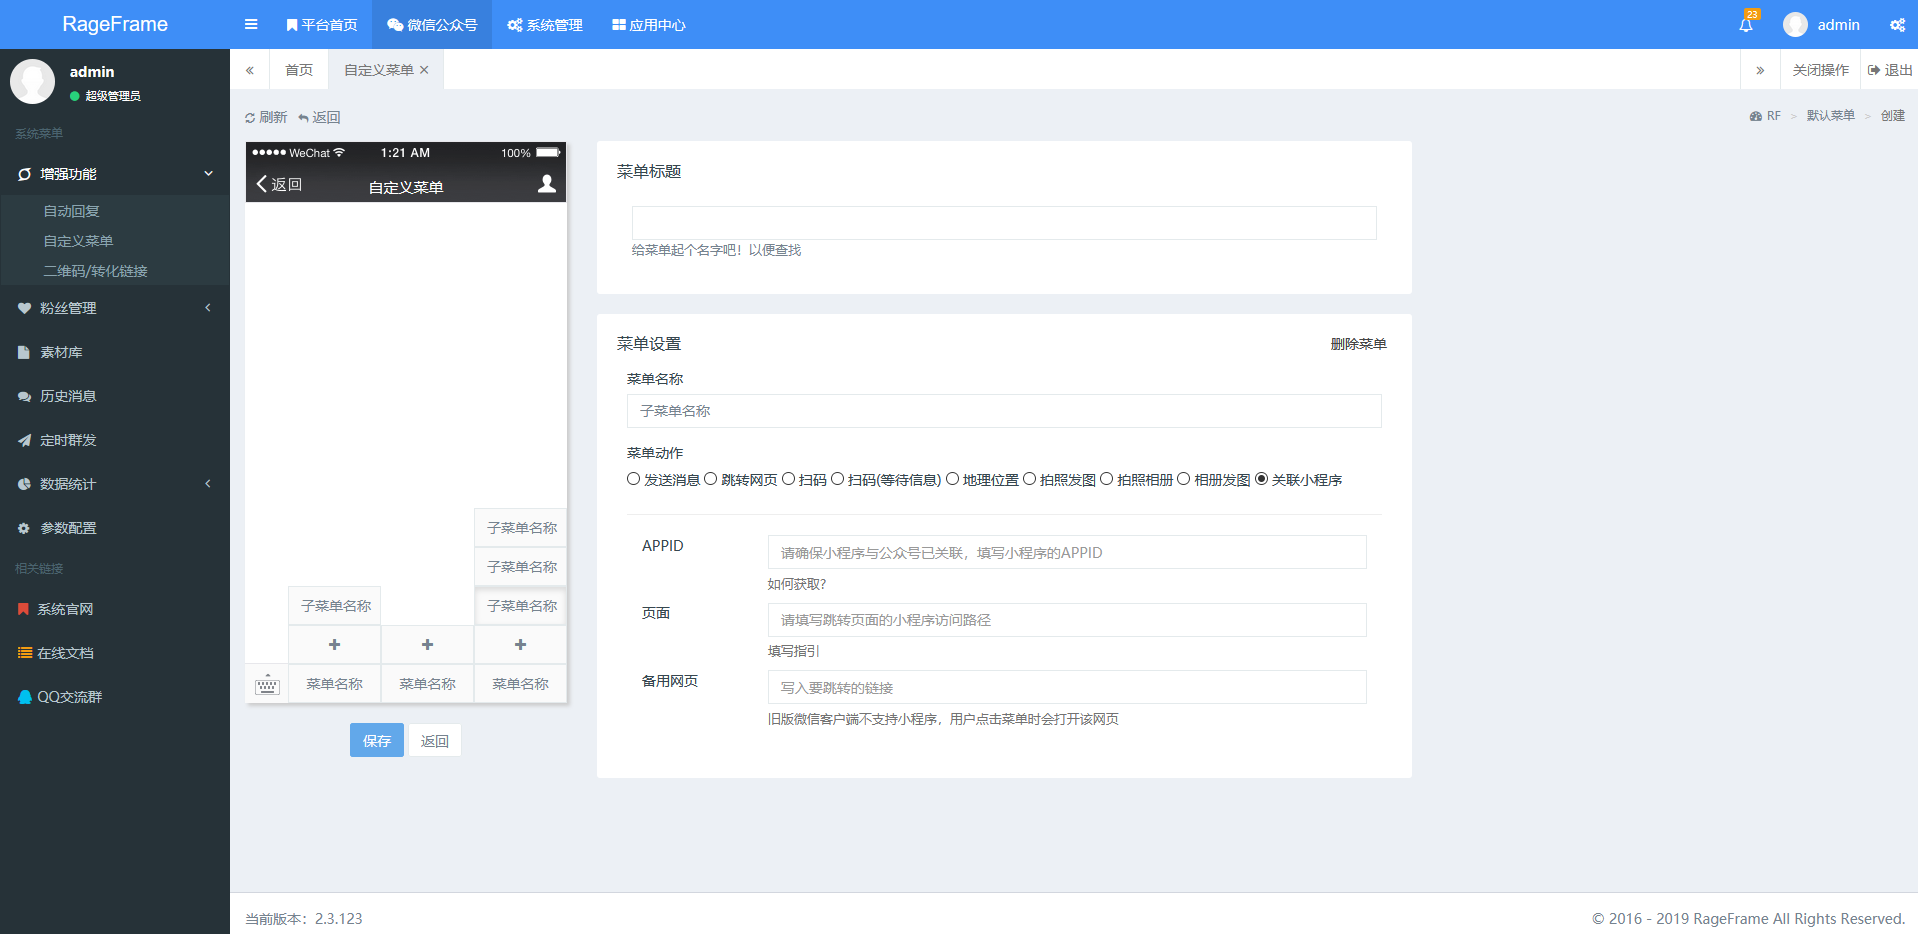 RageFrame
平台首页 微信公众号 系统管理 应用中心 23 admin
admin
超级管理员
« 首页 自定义菜单 × » 关闭操作 退出
刷新 返回 RF > 默认菜单 > 创建
系统菜单
增强功能
自动回复
自定义菜单
二维码/转化链接
粉丝管理
素材库
历史消息
定时群发
数据统计
参数配置
相关链接
系统官网
在线文档
QQ交流群
WeChat 1:21 AM 100%
返回 自定义菜单
子菜单名称
子菜单名称
子菜单名称 子菜单名称
+ + +
菜单名称 菜单名称 菜单名称
保存 返回
菜单标题
给菜单起个名字吧！以便查找
菜单设置 删除菜单
菜单名称
子菜单名称
菜单动作
发送消息 跳转网页 扫码 扫码(等待信息) 地理位置 拍照发图 拍照相册 相册发图 关联小程序
APPID 请确保小程序与公众号已关联，填写小程序的APPID
如何获取?
页面 请填写跳转页面的小程序访问路径
填写指引
备用网页 写入要跳转的链接
旧版微信客户端不支持小程序，用户点击菜单时会打开该网页
当前版本：2.3.123 © 2016 - 2019 RageFrame All Rights Reserved.